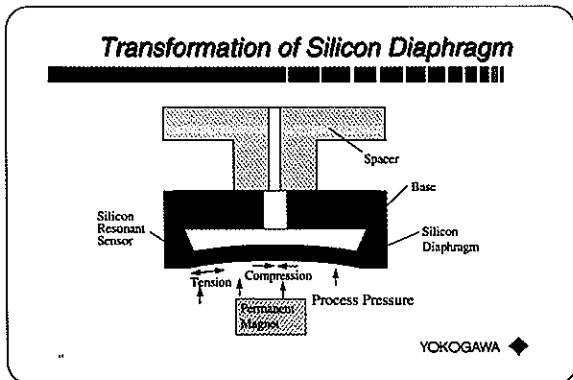 Transformation of Silicon Diaphragm
Spacer
Base
Silicon
Resonant
Sensor
Silicon
Diaphragm
Tension
Compression
Process Pressure
Permanent
Magnet
YOKOGAWA